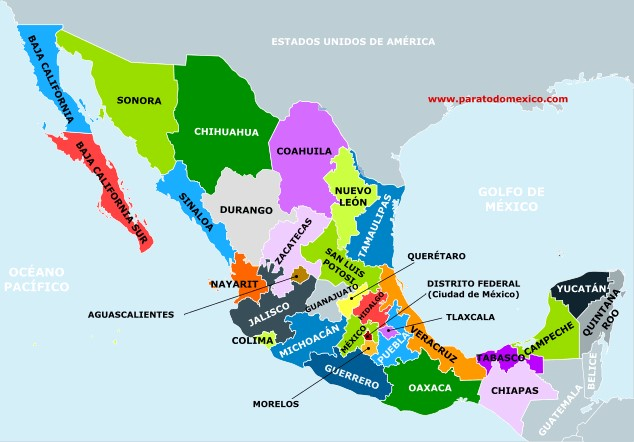 ESTADOS UNIDOS DE AMÉRICA
BAJA CALIFORNIA
SONORA
www.paratodomexico.com
CHIHUAHUA
COAHUILA
BAJA CALIFORNIA SUR
NUEVO
LEÓN
GOLFO DE
MÉXICO
SINALOA
DURANGO
TAMAULIPAS
ZACATECAS
OCÉANO
PACÍFICO
SAN LUIS
POTOSI
QUERÉTARO
NAYARIT
DISTRITO FEDERAL
(Ciudad de México)
YUCATÁN
GUANAJUATO
HIDALGO
AGUASCALIENTES
JALISCO
TLAXCALA
QUINTANA
ROO
COLIMA
MICHOACÁN
MÉXICO
PUEBLA
VERACRUZ
CAMPECHE
TABASCO
GUERRERO
OAXACA
CHIAPAS
BELICE
MORELOS
GUATEMALA